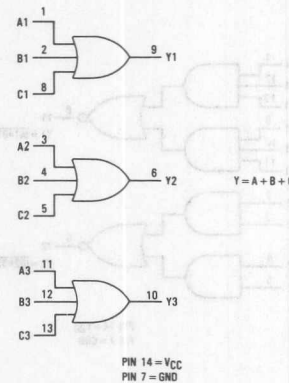 A1 1
B1 2 9 Y1
C1 8
A2 3
B2 4 6 Y2
C2 5
Y = A + B +
A3 11
B3 12 10 Y3
C3 13
PIN 14 = VCC
PIN 7 = GND